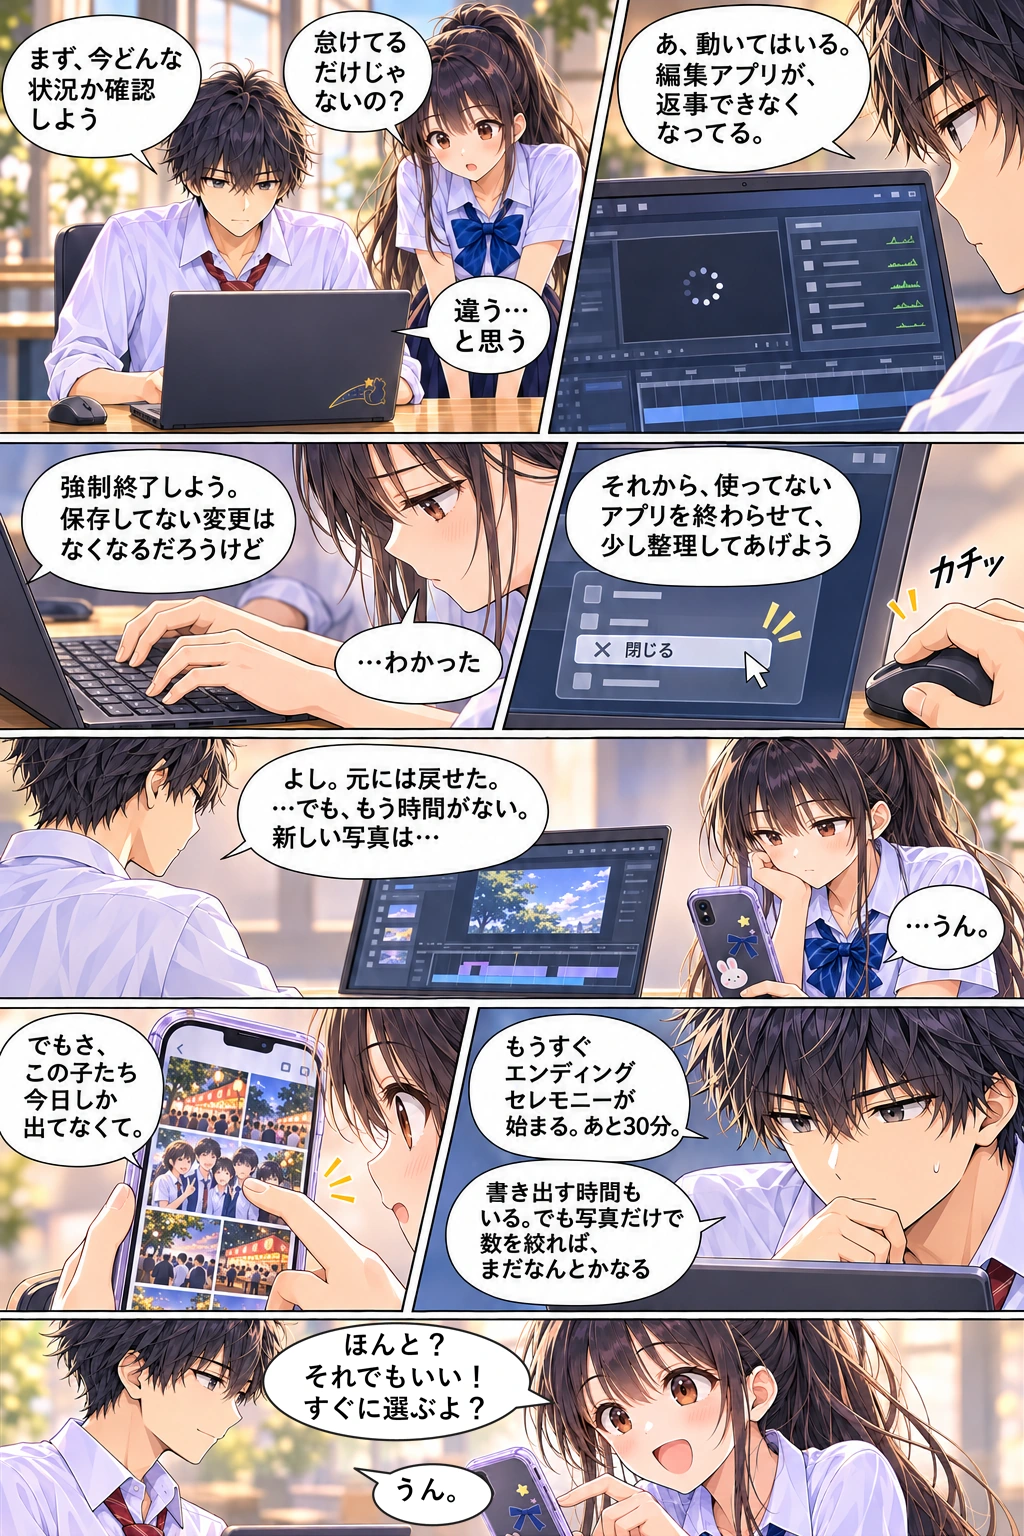 まず、今どんな
状況か確認
しよう
怠けてる
だけじゃ
ないの？
違う…
と思う
あ、動いてはいる。
編集アプリが、
返事できなく
なってる。
強制終了しよう。
保存してない変更は
なくなるだろうけど
…わかった
それから、使ってない
アプリを終わらせて、
少し整理してあげよう
閉じる
カチッ
よし。元には戻せた。
…でも、もう時間がない。
新しい写真は…
…うん。
でもさ、
この子たち
今日しか
出てなくて。
もうすぐ
エンディング
セレモニーが
始まる。あと30分。
書き出す時間も
いる。でも写真だけで
数を絞れば、
まだなんとかなる
ほんと？
それでもいい！
すぐに選ぶよ？
うん。